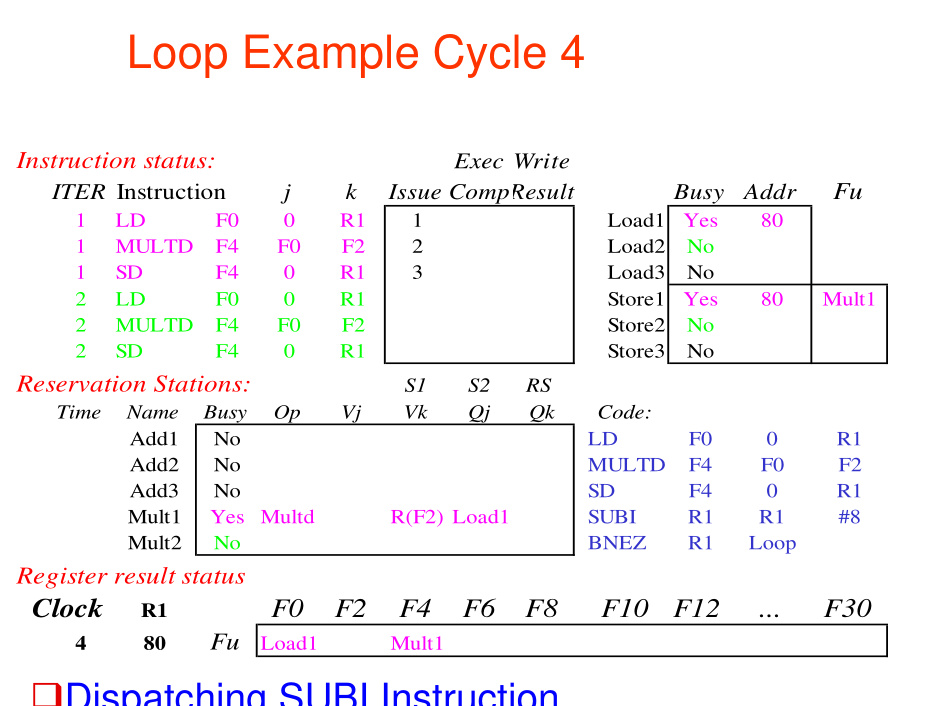 Loop Example Cycle 4
Instruction status: Exec Write
ITER Instruction j k Issue Comp Result Busy Addr Fu
1 LD F0 0 R1 1 Load1 Yes 80
1 MULTD F4 F0 F2 2 Load2 No
1 SD F4 0 R1 3 Load3 No
2 LD F0 0 R1 Store1 Yes 80 Mult1
2 MULTD F4 F0 F2 Store2 No
2 SD F4 0 R1 Store3 No
Reservation Stations: S1 S2 RS
Time Name Busy Op Vj Vk Qj Qk Code:
Add1 No LD F0 0 R1
Add2 No MULTD F4 F0 F2
Add3 No SD F4 0 R1
Mult1 Yes Multd R(F2) Load1 SUBI R1 R1 #8
Mult2 No BNEZ R1 Loop
Register result status
Clock R1 F0 F2 F4 F6 F8 F10 F12 ... F30
4 80 Fu Load1 Mult1
Dispatching SUBI Instruction